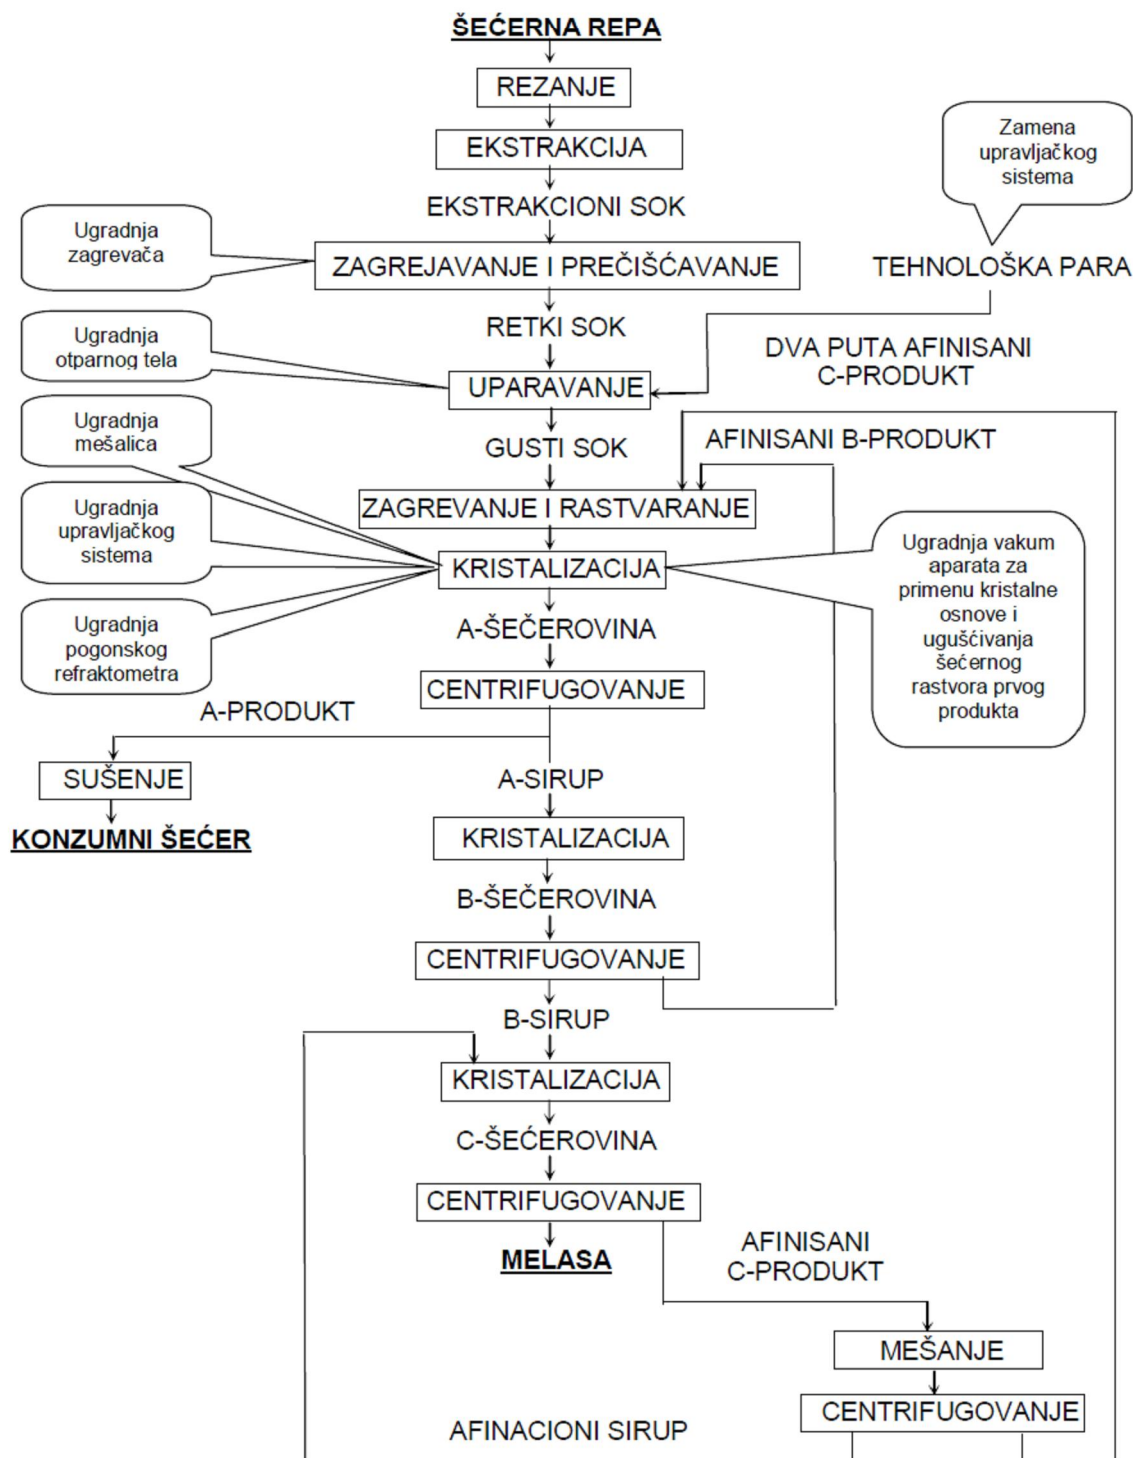 ŠEĆERNA REPA
REZANJE
EKSTRAKCIJA
Zamena
upravljačkog
sistema
EKSTRAKCIONI SOK
Ugradnja
zagrevača
ZAGREJAVANJE I PREČIŠĆAVANJE
TEHNOLOŠKA PARA
RETKI SOK
Ugradnja
otparnog tela
DVA PUTA AFINISANI
C-PRODUKT
UPARAVANJE
Ugradnja
mešalica
GUSTI SOK
AFINISANI B-PRODUKT
ZAGREVANJE I RASTVARANJE
Ugradnja
upravljačkog
sistema
KRISTALIZACIJA
Ugradnja vakum
aparata za
primenu kristalne
osnove i
ugušćivanja
šećernog
rastvora prvog
produkta
Ugradnja
pogonskog
refraktometra
A-ŠEČEROVINA
CENTRIFUGOVANJE
A-PRODUKT
SUŠENJE
A-SIRUP
KONZUMNI ŠEĆER
KRISTALIZACIJA
B-ŠEČEROVINA
CENTRIFUGOVANJE
B-SIRUP
KRISTALIZACIJA
C-ŠEĆEROVINA
CENTRIFUGOVANJE
MELASA
AFINISANI
C-PRODUKT
MEŠANJE
CENTRIFUGOVANJE
AFINACIONI SIRUP